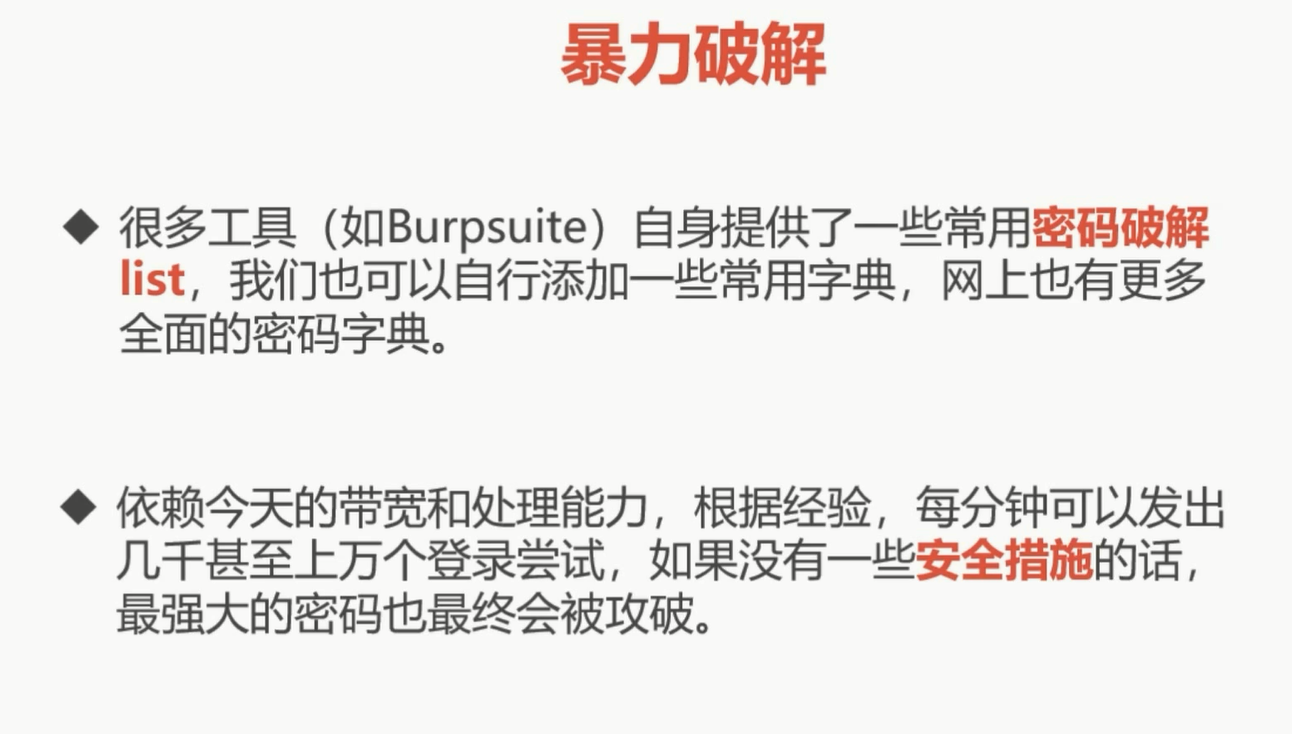 暴力破解
◆ 很多工具（如Burpsuite）自身提供了一些常用密码破解
list，我们也可以自行添加一些常用字典，网上也有更多
全面的密码字典。
◆ 依赖今天的带宽和处理能力，根据经验，每分钟可以发出
几千甚至上万个登录尝试，如果没有一些安全措施的话，
最强大的密码也最终会被攻破。